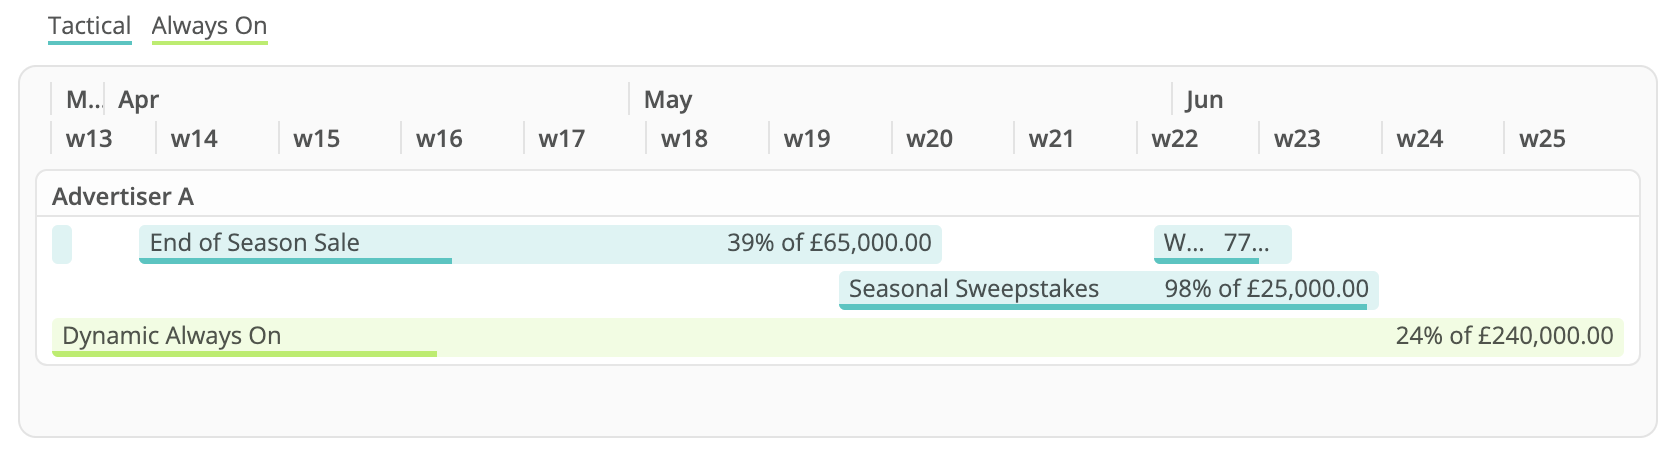 Tactical Always On
M... Apr May Jun
w13 w14 w15 w16 w17 w18 w19 w20 w21 w22 w23 w24 w25
Advertiser A
End of Season Sale 39% of £65,000.00 W... 77...
Seasonal Sweepstakes 98% of £25,000.00
Dynamic Always On 24% of £240,000.00